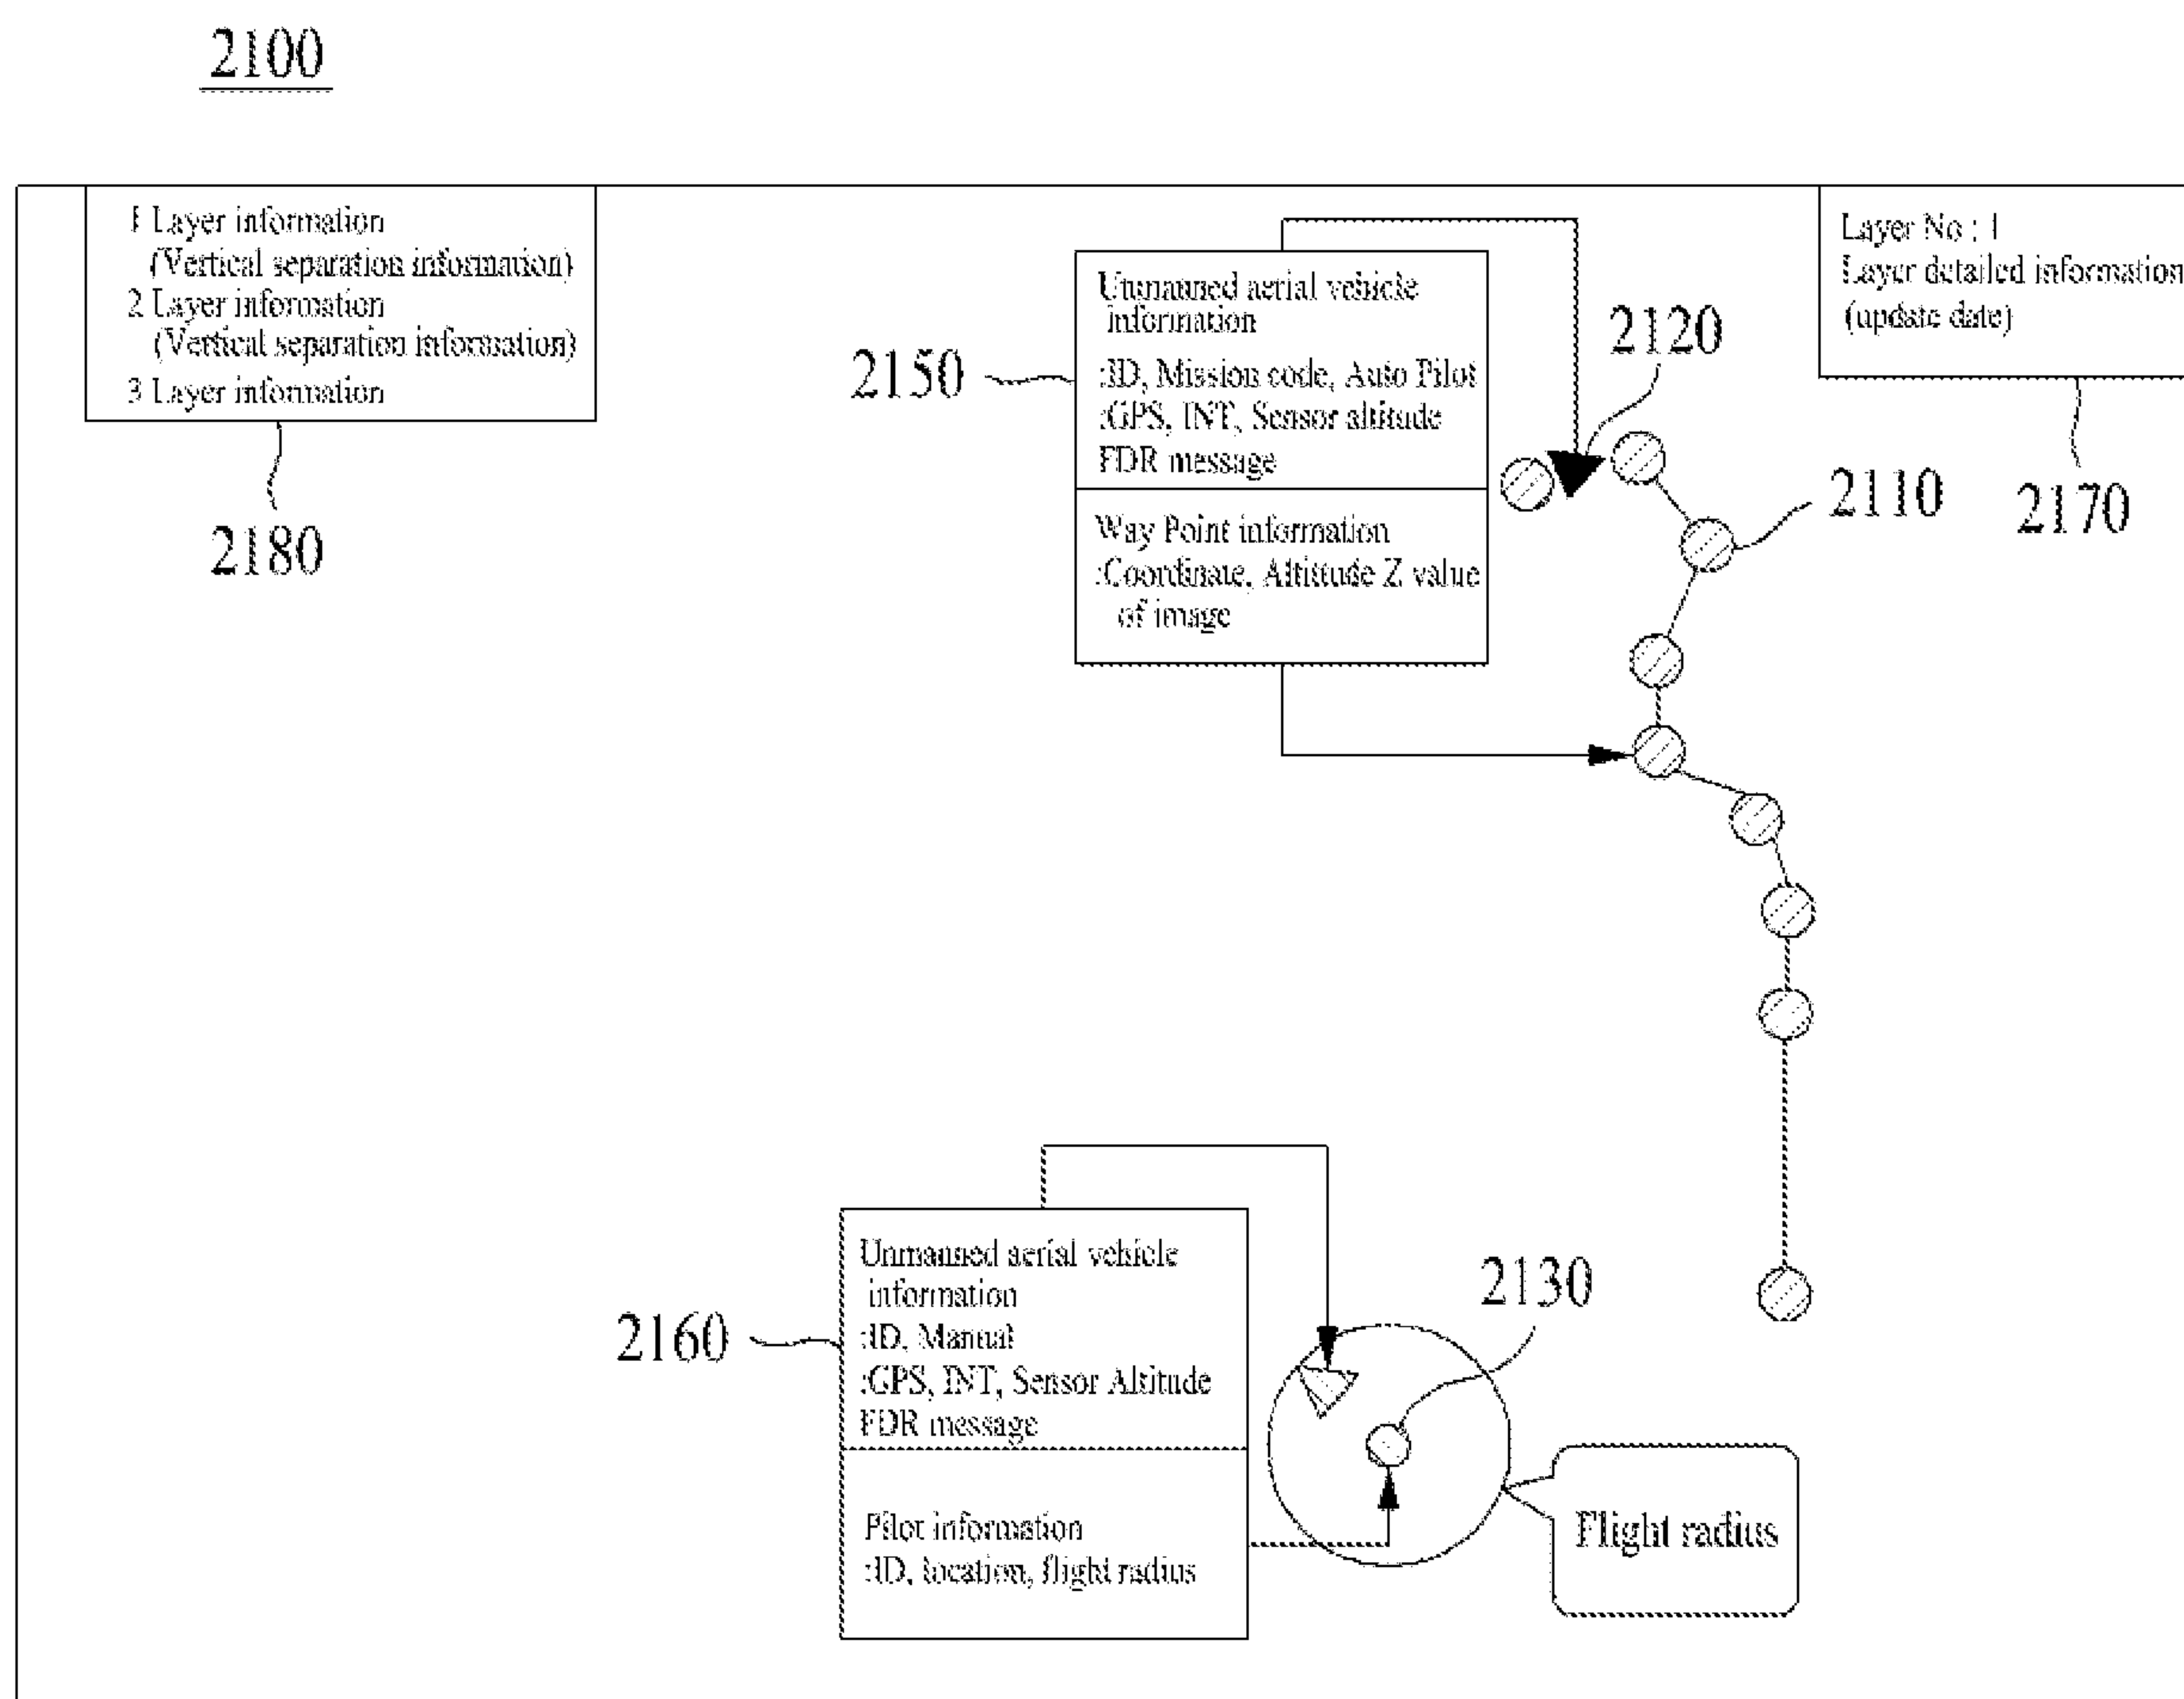 2100
1 Layer information
(Vertical separation information)
2 Layer information
(Vertical separation information)
3 Layer information
2180
Unmanned aerial vehicle
information
:ID, Mission code, Auto Pilot
:GPS, INT, Sensor altitude
FDR message
Way Point information
:Coordinate, Altitude Z value
of image
2150
2120
2110
Layer No : 1
Layer detailed information
(update date)
2170
Unmanned aerial vehicle
information
:ID, Manual
:GPS, INT, Sensor Altitude
FDR message
Pilot information
:ID, location, flight radius
2160
2130
Flight radius